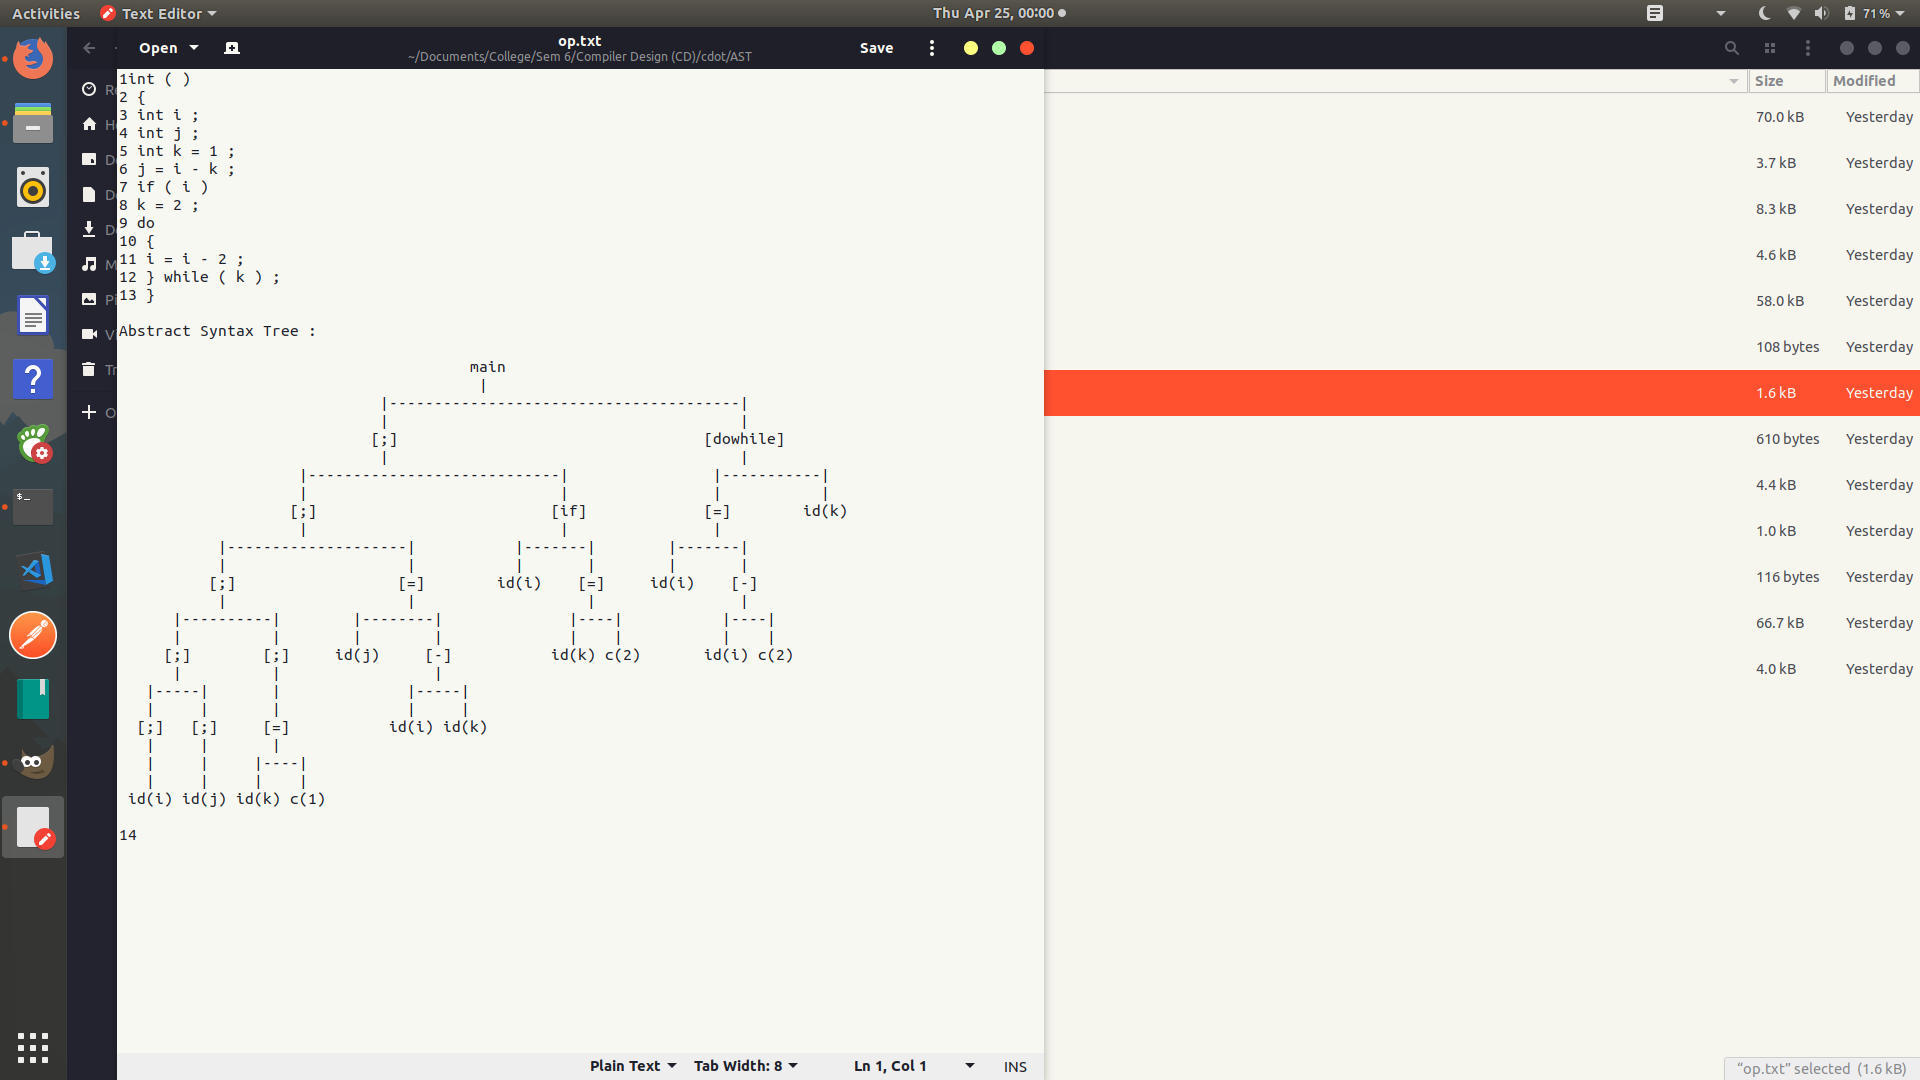 Activities Text Editor Thu Apr 25, 00:00 71 %
Open op.txt Save
~/Documents/College/Sem 6/Compiler Design (CD)/cdot/AST
Size Modified
1int ( )
2 {
3 int i ;
4 int j ;
5 int k = 1 ;
6 j = i - k ;
7 if ( i )
8 k = 2 ;
9 do
10 {
11 i = i - 2 ;
12 } while ( k ) ;
13 }
Abstract Syntax Tree :
main
|
|---------------------------------------|
| |
[;] [dowhile]
| |
|----------------------------| |-----------|
| | | |
[;] [if] [=] id(k)
| | |
|--------------------| |-------| |-------|
| | | | | |
[;] [=] id(i) [=] id(i) [-]
| | | |
|----------| |--------| |----| |----|
| | | | | | | |
[;] [;] id(j) [-] id(k) c(2) id(i) c(2)
| | |
|-----| | |-----|
| | | | |
[;] [;] [=] id(i) id(k)
| | |
| | |----|
| | | |
id(i) id(j) id(k) c(1)
14
70.0 kB Yesterday
3.7 kB Yesterday
8.3 kB Yesterday
4.6 kB Yesterday
58.0 kB Yesterday
108 bytes Yesterday
1.6 kB Yesterday
610 bytes Yesterday
4.4 kB Yesterday
1.0 kB Yesterday
116 bytes Yesterday
66.7 kB Yesterday
4.0 kB Yesterday
Plain Text Tab Width: 8 Ln 1, Col 1 INS
“op.txt” selected (1.6 kB)